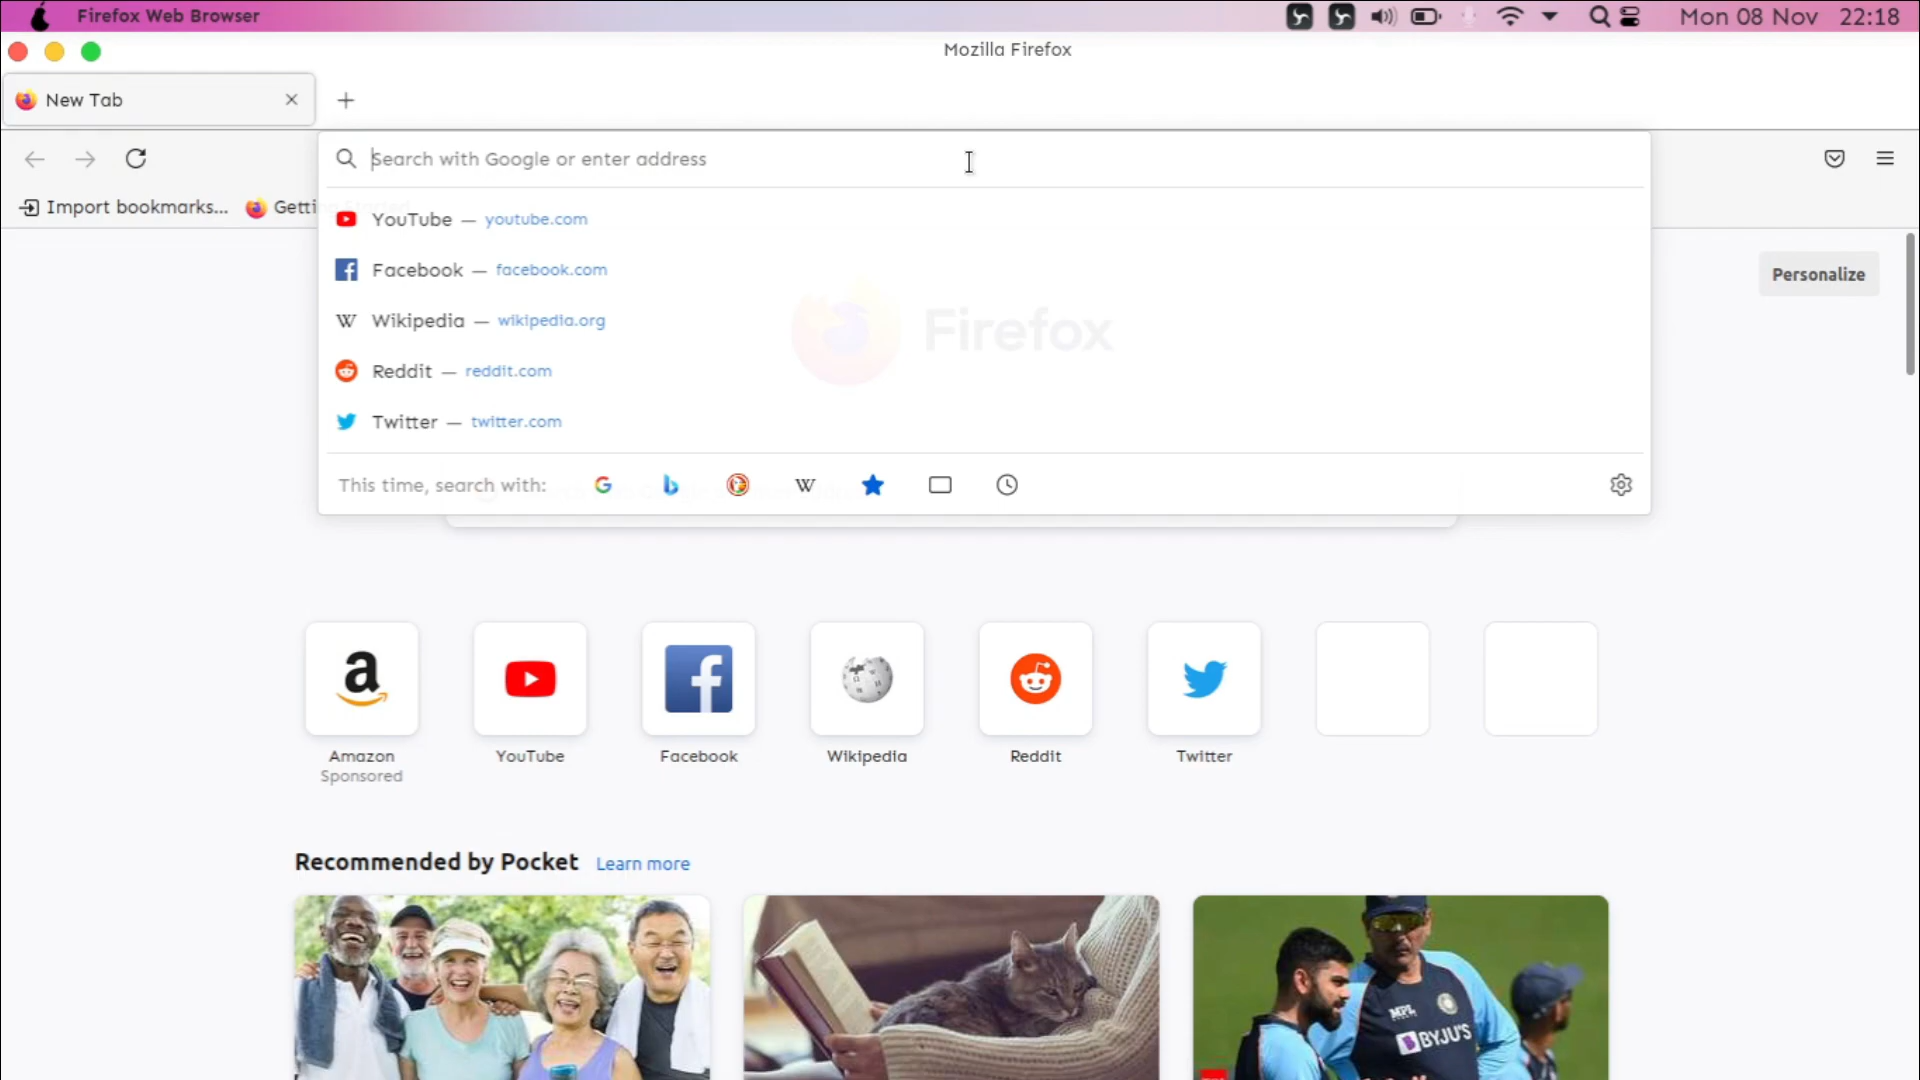 Firefox Web Browser
Mon 08 Nov 22:18
Mozilla Firefox
New Tab
Search with Google or enter address
Import bookmarks...
YouTube — youtube.com
Facebook — facebook.com
Personalize
Wikipedia — wikipedia.org
Firefox
Reddit — reddit.com
Twitter — twitter.com
This time, search with:
Amazon
Sponsored
YouTube
Facebook
Wikipedia
Reddit
Twitter
Recommended by Pocket Learn more
MPL
BYJU'S